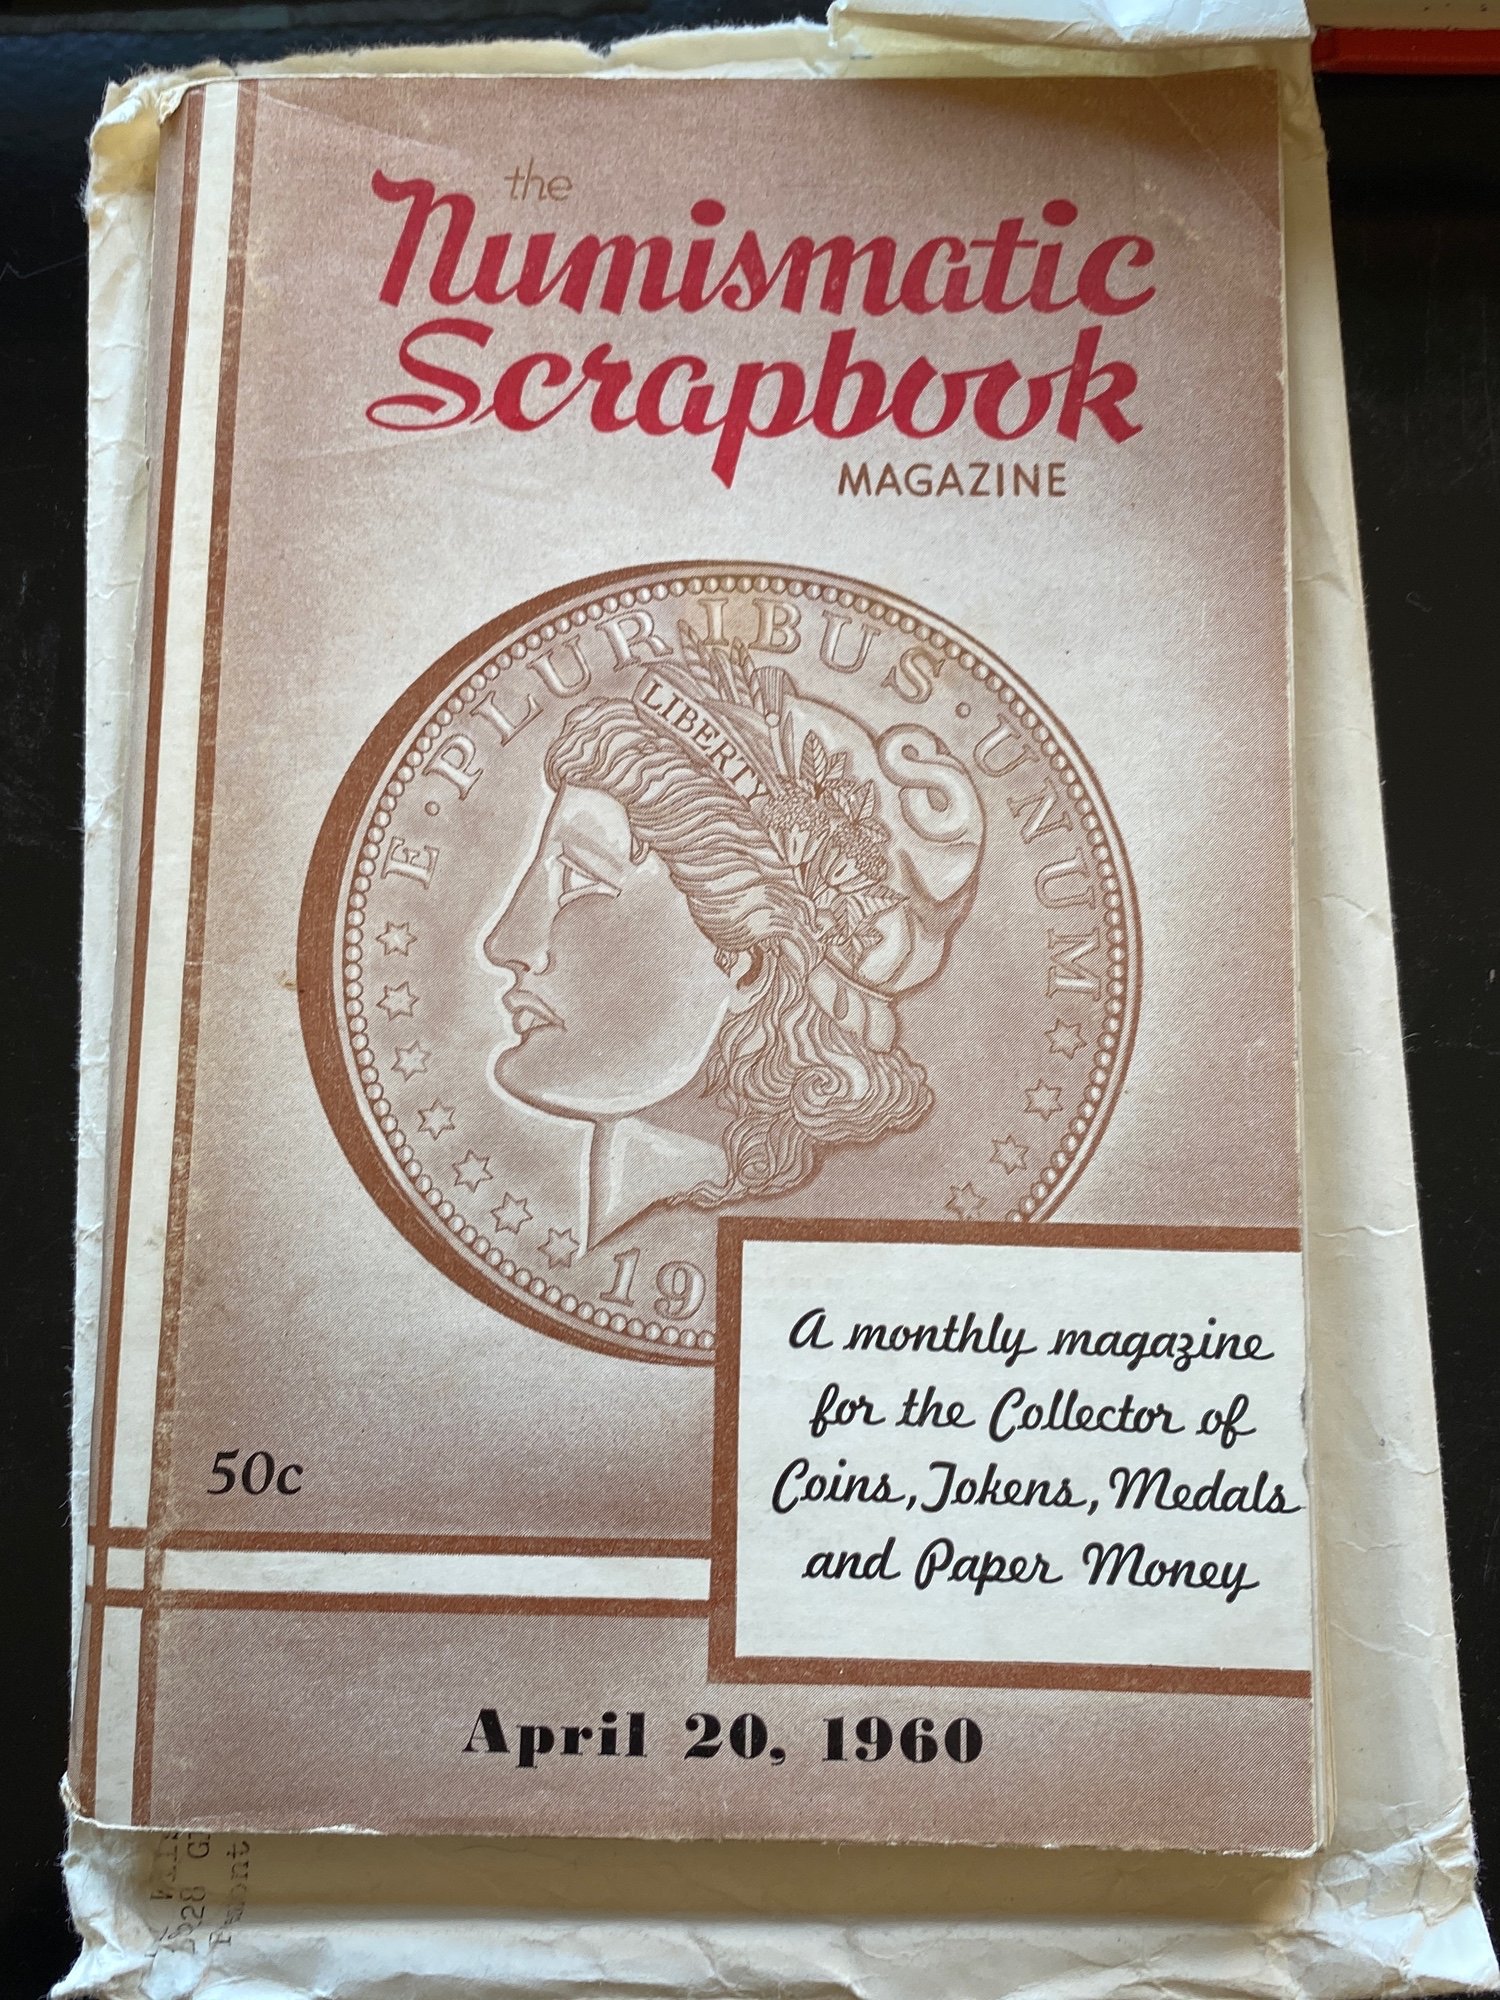 the
Numismatic
Scrapbook
MAGAZINE
E·PLURIBUS·UNUM
LIBERTY
19
A monthly magazine
for the Collector of
Coins, Tokens, Medals
and Paper Money
50c
April 20, 1960